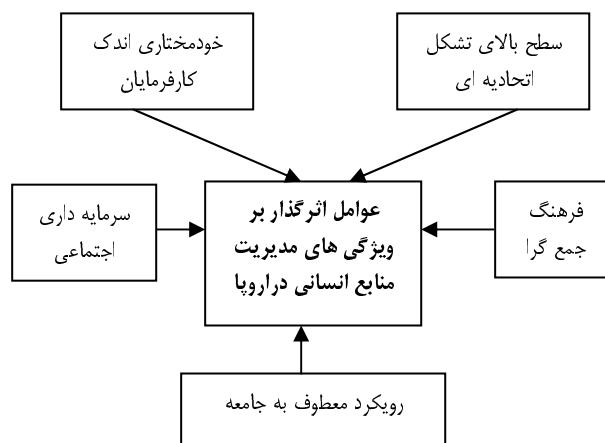 سطح بالای تشکل
اتحادیه ای
خودمختاری اندک
کارفرمایان
فرهنگ
جمع گرا
عوامل اثرگذار بر
ویژگی های مدیریت
منابع انسانی دراروپا
سرمایه داری
اجتماعی
رویکرد معطوف به جامعه